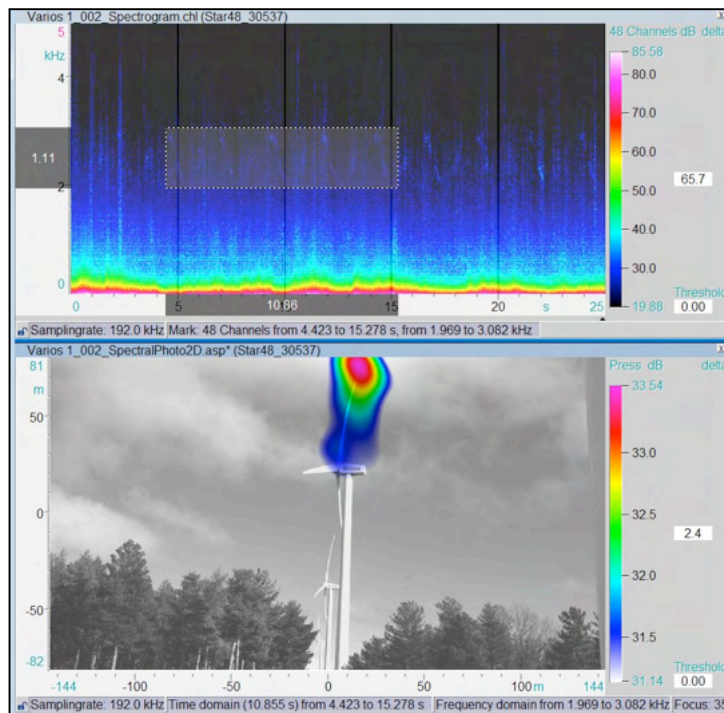 Varios 1_002_Spectrogram.chl (Star48_30537)
5
kHz
4
2
0
1.11
0 5 10.86 15 20 s 25
48 Channels dB delta
85.58
80.0
70.0
60.0
50.0
40.0
30.0
19.88
65.7
Threshold
0.00
Samplingrate: 192.0 kHz Mark: 48 Channels from 4.423 to 15.278 s, from 1.969 to 3.082 kHz
Varios 1_002_SpectralPhoto2D.asp* (Star48_30537)
81
m
50
0
-50
-82
-144 -100 -50 0 50 100 m 144
Press dB delta
33.54
33.0
32.5
32.0
31.5
31.14
2.4
Threshold
0.00
Samplingrate: 192.0 kHz Time domain (10.855 s) from 4.423 to 15.278 s Frequency domain from 1.969 to 3.082 kHz Focus: